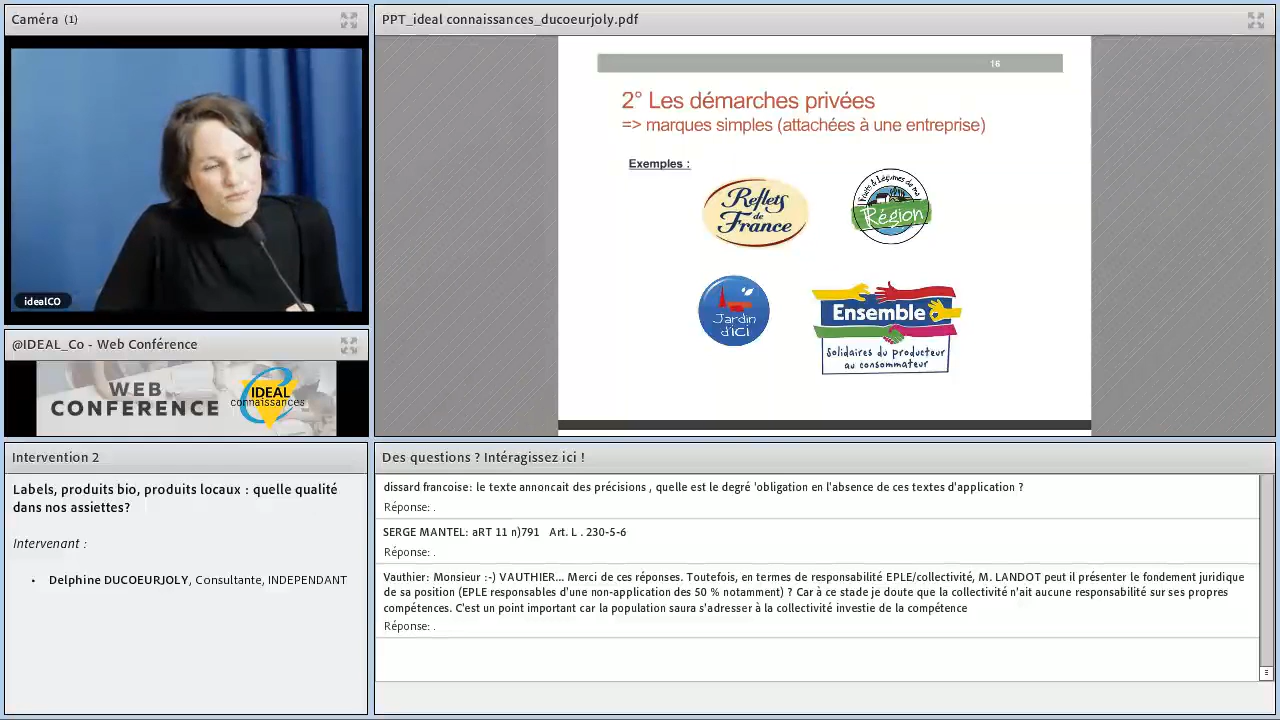 Caméra (1)
idealCO
@IDEAL_Co - Web Conférence
WEB
CONFERENCE
IDEAL
connaissances
Intervention 2
Labels, produits bio, produits locaux : quelle qualité
dans nos assiettes?
Intervenant :
• Delphine DUCOEURJOLY, Consultante, INDEPENDANT
PPT_ideal connaissances_ducoeurjoly.pdf
16
2° Les démarches privées
=> marques simples (attachées à une entreprise)
Exemples :
Reflets
de
France
Fruits & Légumes de ma
Région
Jardin
d'ici
Ensemble
Solidaires du producteur
au consommateur
Des questions ? Intéragissez ici !
dissard francoise: le texte annoncait des précisions , quelle est le degré 'obligation en l'absence de ces textes d'application ?
Réponse: .
SERGE MANTEL: aRT 11 n)791 Art. L . 230-5-6
Réponse: .
Vauthier: Monsieur :-) VAUTHIER... Merci de ces réponses. Toutefois, en termes de responsabilité EPLE/collectivité, M. LANDOT peut il présenter le fondement juridique
de sa position (EPLE responsables d'une non-application des 50 % notamment) ? Car à ce stade je doute que la collectivité n'ait aucune responsabilité sur ses propres
compétences. C'est un point important car la population saura s'adresser à la collectivité investie de la compétence
Réponse: .